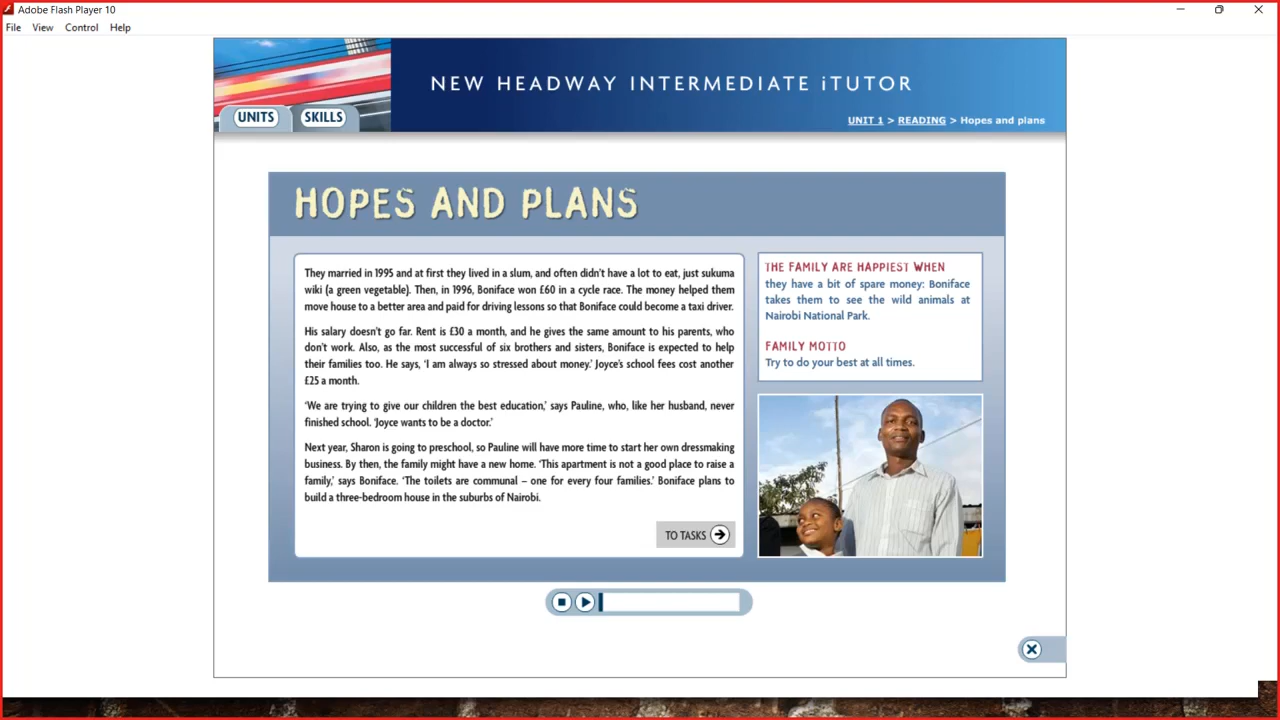 Adobe Flash Player 10
File View Control Help
NEW HEADWAY INTERMEDIATE iTUTOR
UNITS SKILLS
UNIT 1 > READING > Hopes and plans
HOPES AND PLANS
They married in 1995 and at first they lived in a slum, and often didn't have a lot to eat, just sukuma
wiki (a green vegetable). Then, in 1996, Boniface won £60 in a cycle race. The money helped them
move house to a better area and paid for driving lessons so that Boniface could become a taxi driver.
His salary doesn't go far. Rent is £30 a month, and he gives the same amount to his parents, who
don't work. Also, as the most successful of six brothers and sisters, Boniface is expected to help
their families too. He says, 'I am always so stressed about money.' Joyce's school fees cost another
£25 a month.
'We are trying to give our children the best education,' says Pauline, who, like her husband, never
finished school. 'Joyce wants to be a doctor.'
Next year, Sharon is going to preschool, so Pauline will have more time to start her own dressmaking
business. By then, the family might have a new home. 'This apartment is not a good place to raise a
family,' says Boniface. 'The toilets are communal – one for every four families.' Boniface plans to
build a three-bedroom house in the suburbs of Nairobi.
TO TASKS
THE FAMILY ARE HAPPIEST WHEN
they have a bit of spare money: Boniface
takes them to see the wild animals at
Nairobi National Park.
FAMILY MOTTO
Try to do your best at all times.